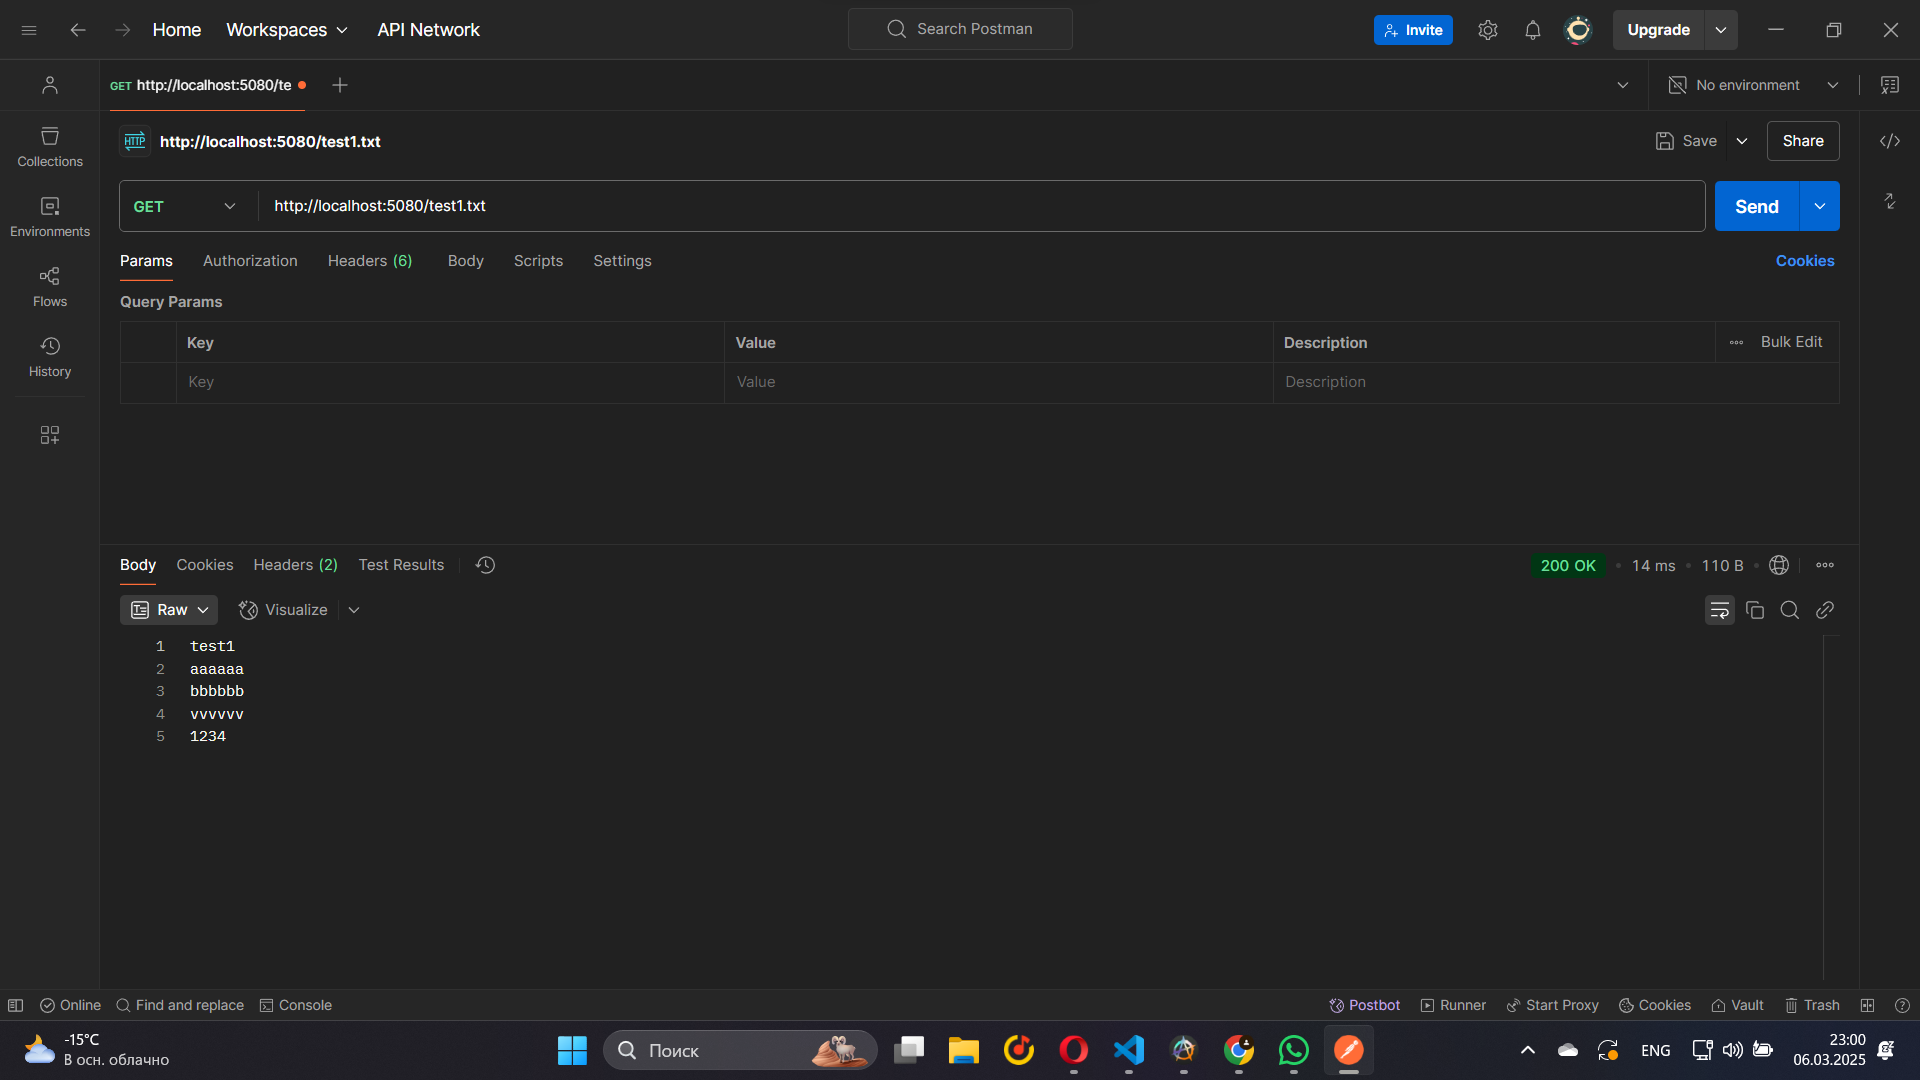 Home Workspaces API Network Search Postman Invite Upgrade
GET http://localhost:5080/te No environment
HTTP http://localhost:5080/test1.txt Save Share
GET http://localhost:5080/test1.txt Send
Params Authorization Headers (6) Body Scripts Settings Cookies
Query Params
Key Value Description Bulk Edit
Key Value Description
Collections
Environments
Flows
History
Body Cookies Headers (2) Test Results 200 OK 14 ms 110 B
Raw Visualize
1 test1
2 aaaaaa
3 bbbbbb
4 vvvvvv
5 1234
Online Find and replace Console Postbot Runner Start Proxy Cookies Vault Trash
-15°C
В осн. облачно
Поиск
ENG
23:00
06.03.2025